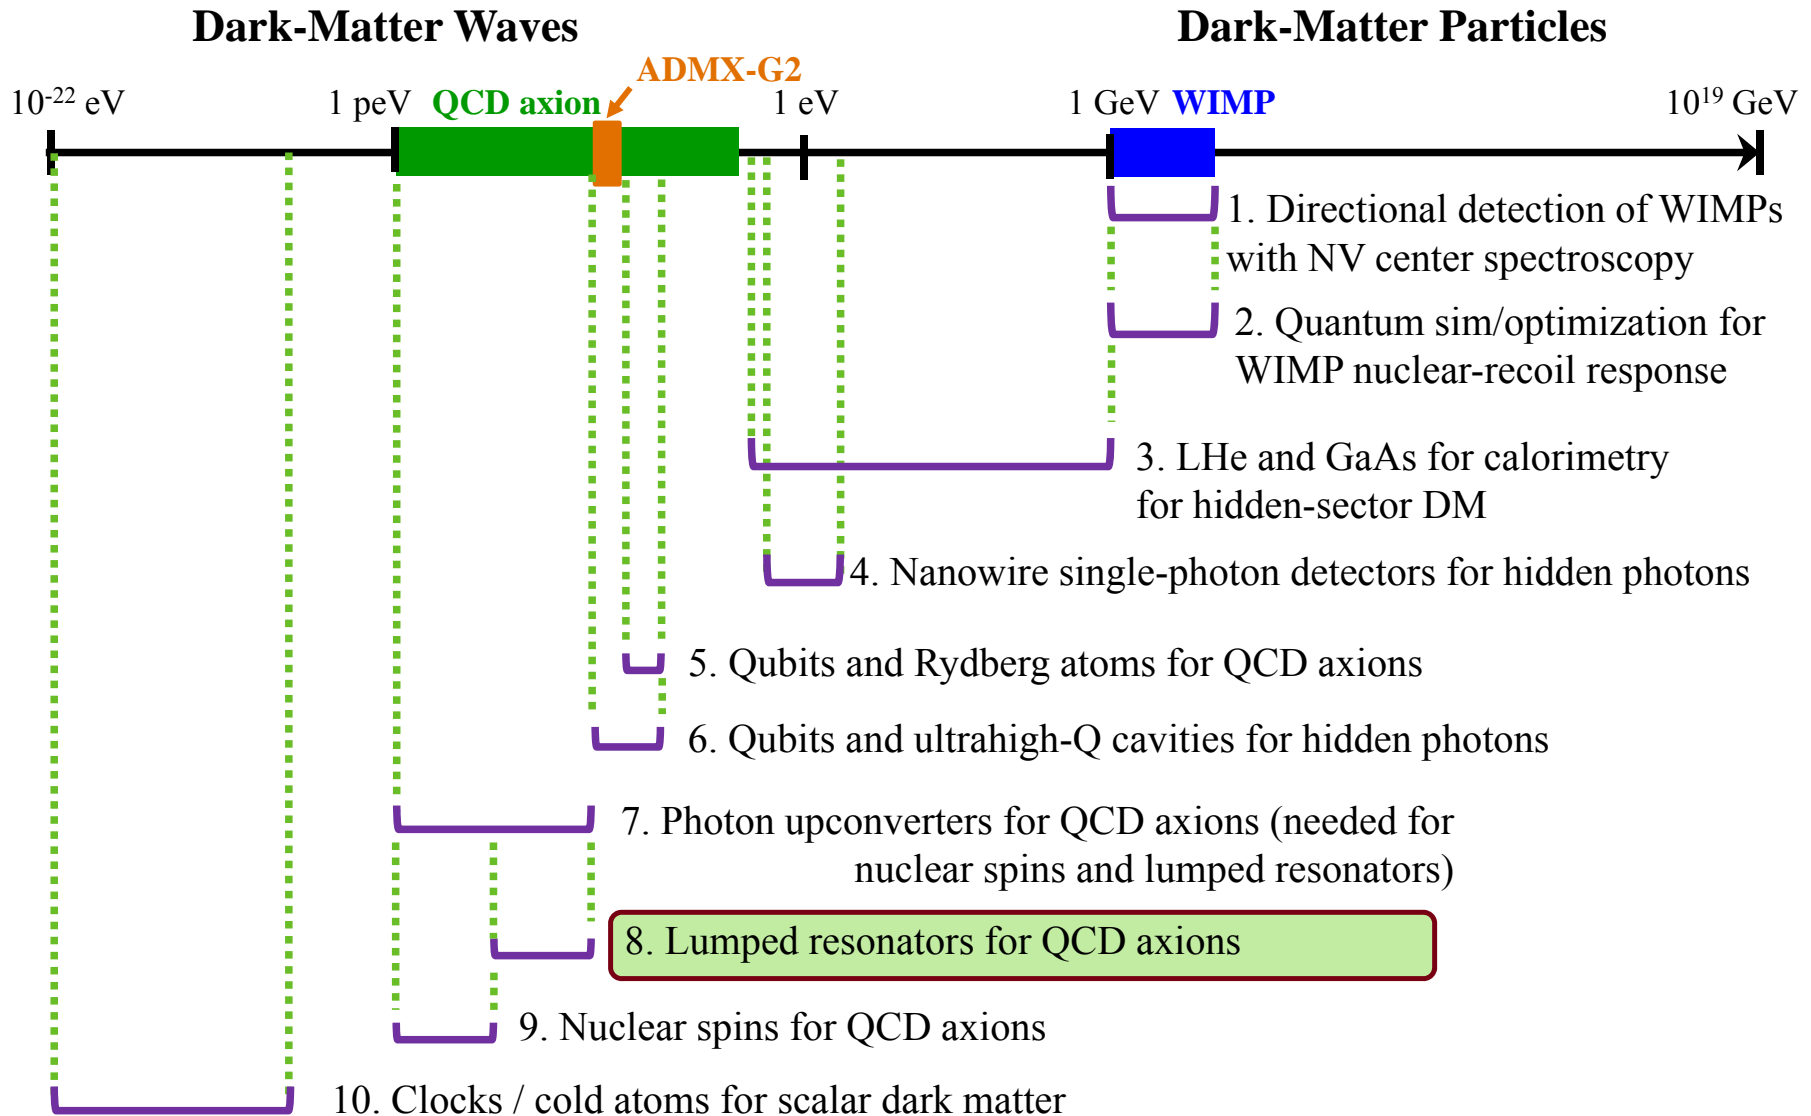 Dark-Matter Waves
Dark-Matter Particles
ADMX-G2
10⁻²² eV
1 peV
QCD axion
1 eV
1 GeV
WIMP
10¹⁹ GeV
1. Directional detection of WIMPs
with NV center spectroscopy
2. Quantum sim/optimization for
WIMP nuclear-recoil response
3. LHe and GaAs for calorimetry
for hidden-sector DM
4. Nanowire single-photon detectors for hidden photons
5. Qubits and Rydberg atoms for QCD axions
6. Qubits and ultrahigh-Q cavities for hidden photons
7. Photon upconverters for QCD axions (needed for
nuclear spins and lumped resonators)
8. Lumped resonators for QCD axions
9. Nuclear spins for QCD axions
10. Clocks / cold atoms for scalar dark matter